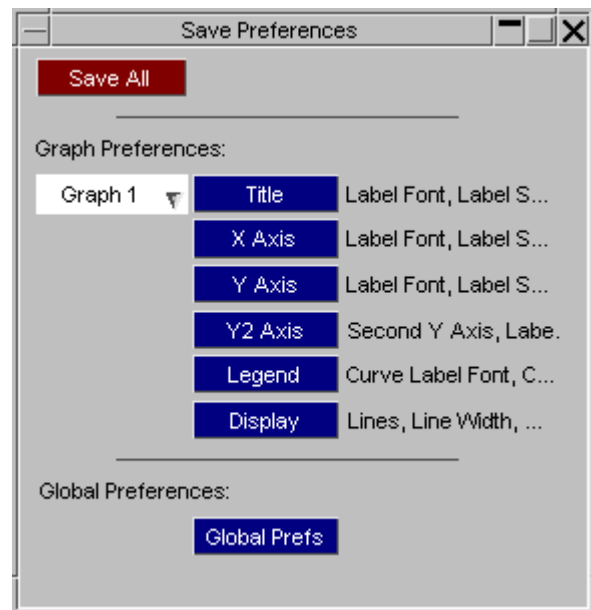 Save Preferences
Save All
Graph Preferences:
Graph 1 Title Label Font, Label S...
X Axis Label Font, Label S...
Y Axis Label Font, Label S...
Y2 Axis Second Y Axis, Labe.
Legend Curve Label Font, C...
Display Lines, Line Width, ...
Global Preferences:
Global Prefs